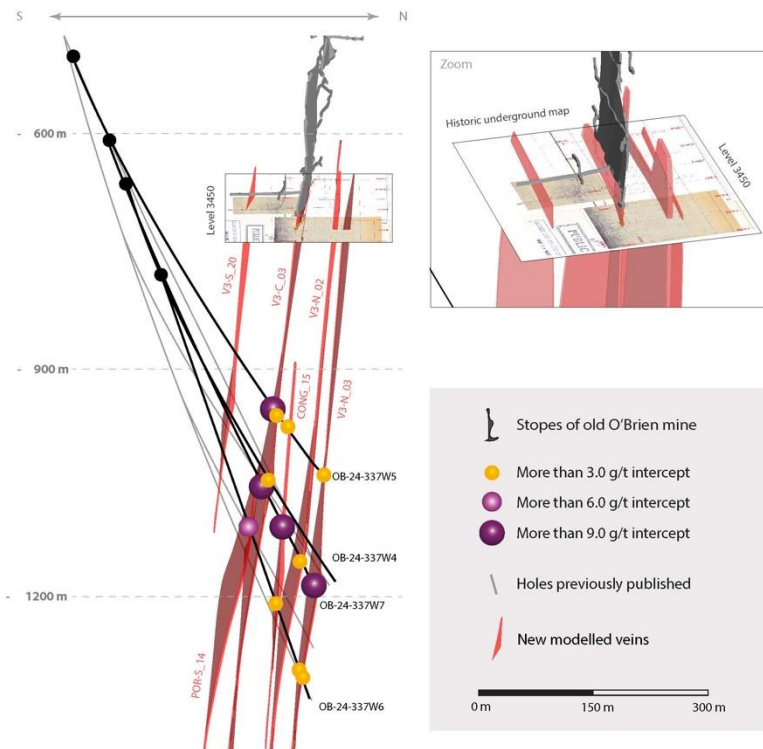 S
N
Zoom
Historic underground map
Level 3450
PUBLIC
- 600 m
Level 3450
V3-S_20
V3-C_03
V3-N_02
- 900 m
CONG_15
V3-N_03
OB-24-337W5
OB-24-337W4
- 1200 m
OB-24-337W7
POR-S_14
OB-24-337W6
Stopes of old O'Brien mine
More than 3.0 g/t intercept
More than 6.0 g/t intercept
More than 9.0 g/t intercept
Holes previously published
New modelled veins
0 m
150 m
300 m